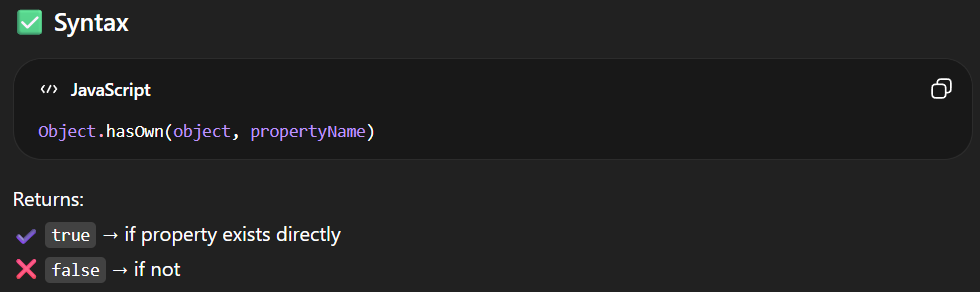 ✅ Syntax
</> JavaScript
Object.hasOwn(object, propertyName)
Returns:
✔ true → if property exists directly
❌ false → if not